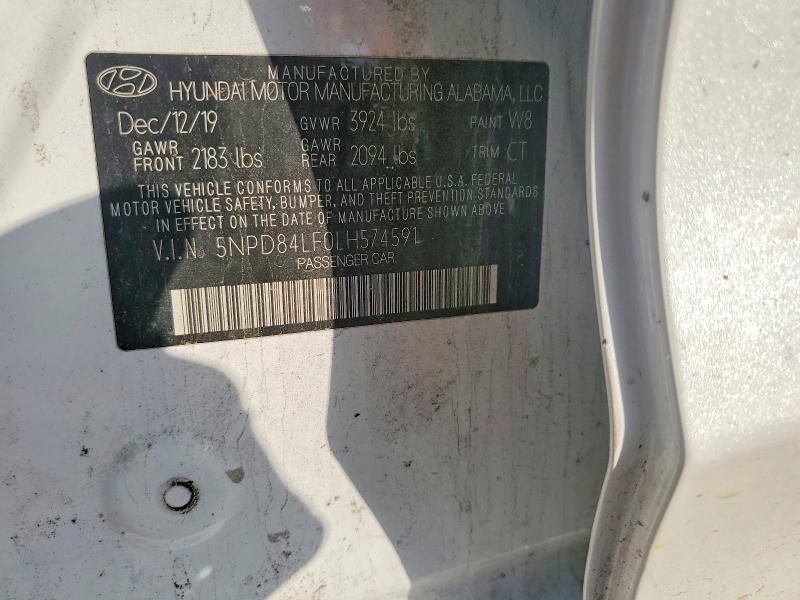 MANUFACTURED BY
HYUNDAI MOTOR MANUFACTURING ALABAMA, LLC
Dec/12/19 GVWR 3924 lbs PAINT W8
GAWR FRONT 2183 lbs GAWR REAR 2094 lbs TRIM CT
THIS VEHICLE CONFORMS TO ALL APPLICABLE U.S.A. FEDERAL
MOTOR VEHICLE SAFETY, BUMPER, AND THEFT PREVENTION STANDARDS
IN EFFECT ON THE DATE OF MANUFACTURE SHOWN ABOVE
V.I.N. 5NPD84LF0LH574591
PASSENGER CAR